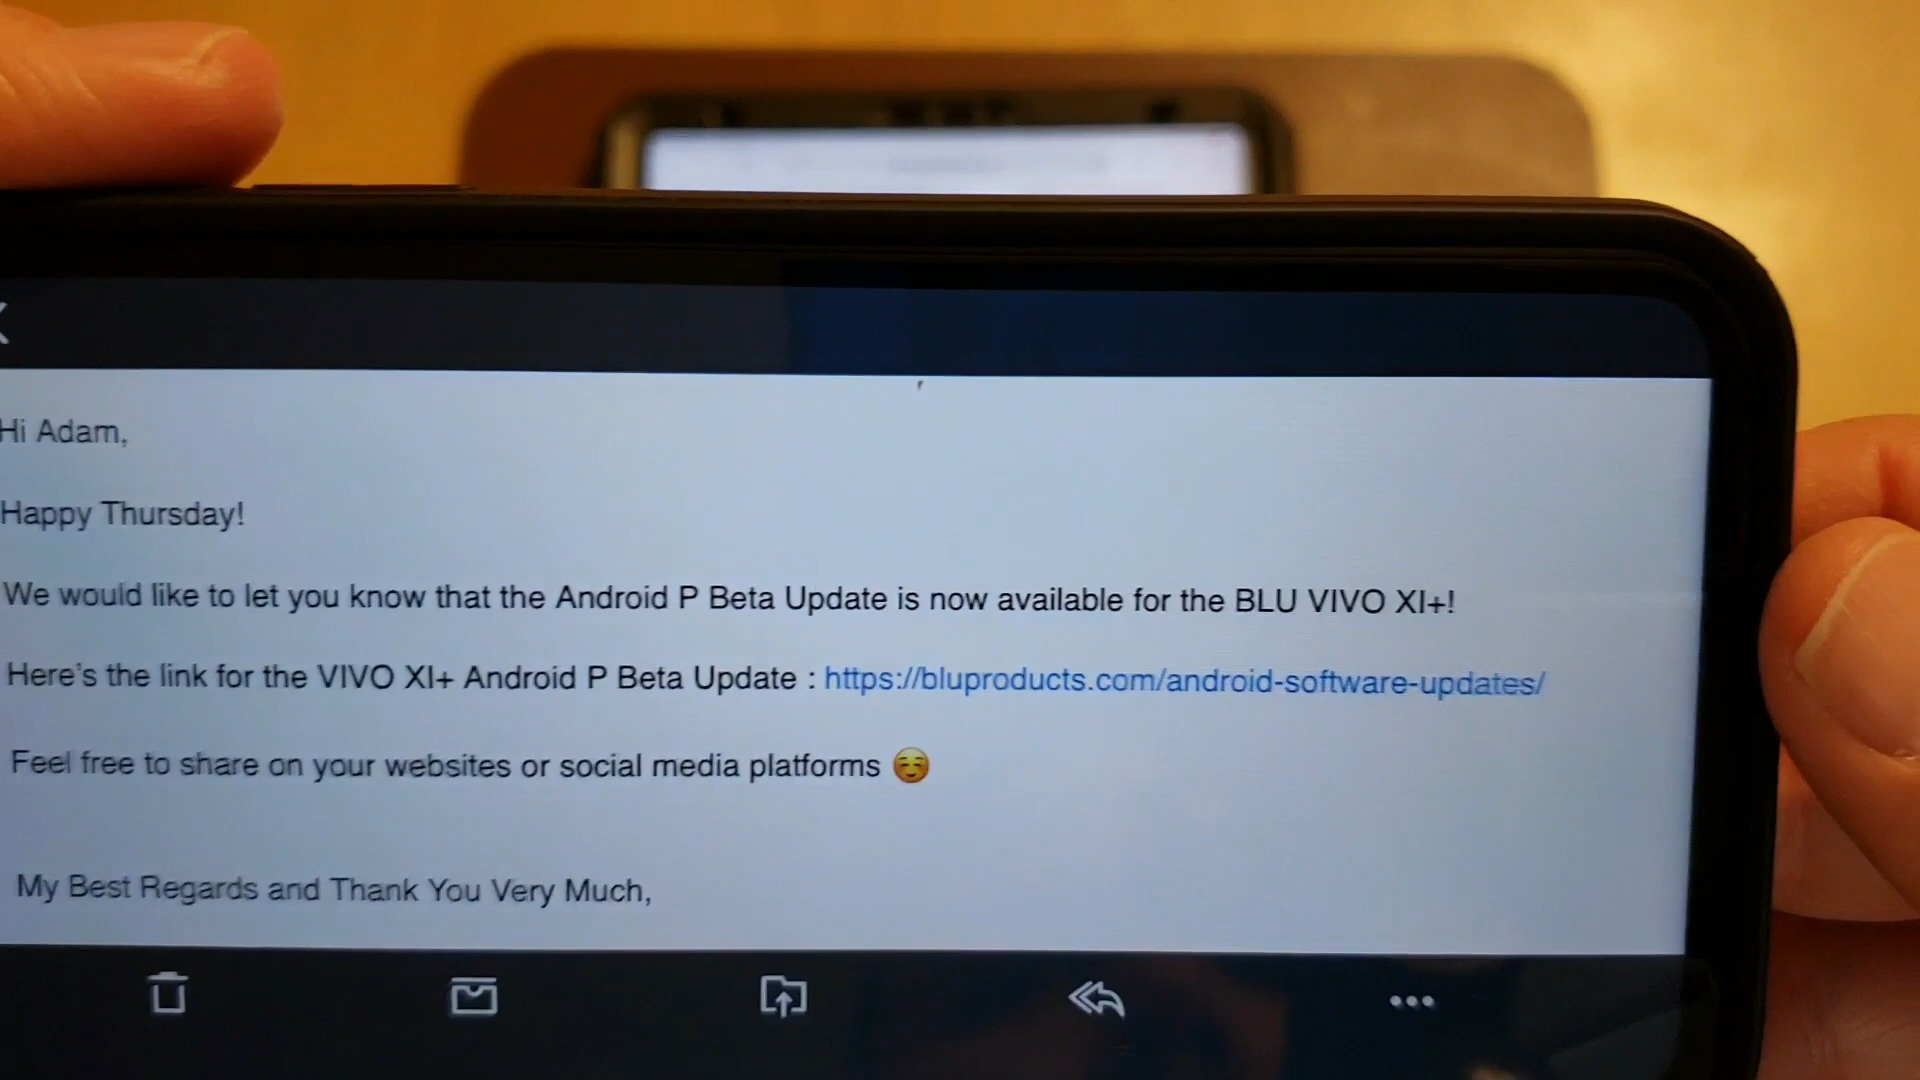 Hi Adam,
Happy Thursday!
We would like to let you know that the Android P Beta Update is now available for the BLU VIVO XI+!
Here's the link for the VIVO XI+ Android P Beta Update : https://bluproducts.com/android-software-updates/
Feel free to share on your websites or social media platforms ☺️
My Best Regards and Thank You Very Much,